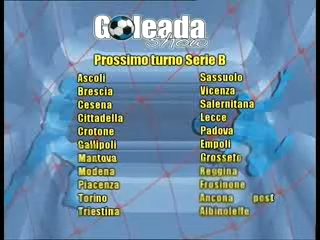 Goleada
SHOW
Prossimo turno Serie B
Ascoli Sassuolo
Brescia Vicenza
Cesena Salernitana
Cittadella Lecce
Crotone Padova
Gallipoli Empoli
Mantova Grosseto
Modena Reggina
Piacenza Frosinone
Torino Ancona post
Triestina Albinoleffe